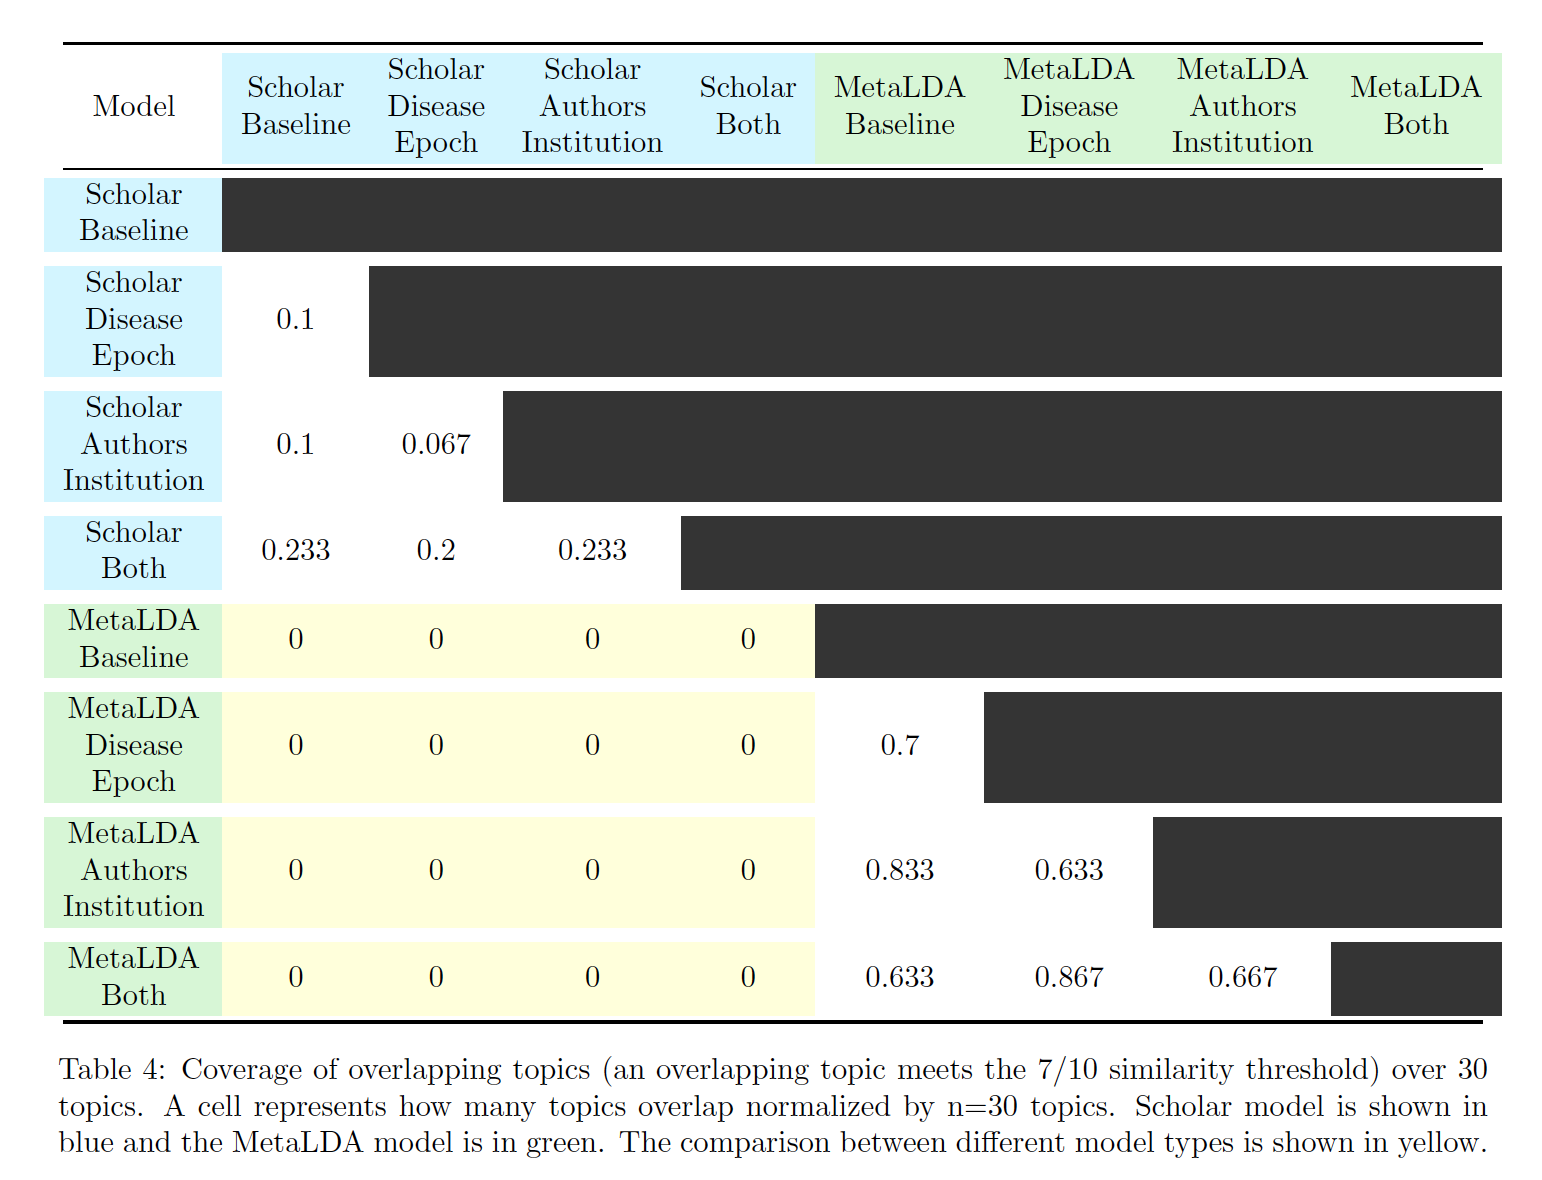 Model
Scholar
Baseline
Scholar
Disease
Epoch
Scholar
Authors
Institution
Scholar
Both
MetaLDA
Baseline
MetaLDA
Disease
Epoch
MetaLDA
Authors
Institution
MetaLDA
Both
Scholar
Baseline
Scholar
Disease
Epoch
0.1
Scholar
Authors
Institution
0.1 0.067
Scholar
Both
0.233 0.2 0.233
MetaLDA
Baseline
0 0 0 0
MetaLDA
Disease
Epoch
0 0 0 0 0.7
MetaLDA
Authors
Institution
0 0 0 0 0.833 0.633
MetaLDA
Both
0 0 0 0 0.633 0.867 0.667
Table 4: Coverage of overlapping topics (an overlapping topic meets the 7/10 similarity threshold) over 30
topics. A cell represents how many topics overlap normalized by n=30 topics. Scholar model is shown in
blue and the MetaLDA model is in green. The comparison between different model types is shown in yellow.